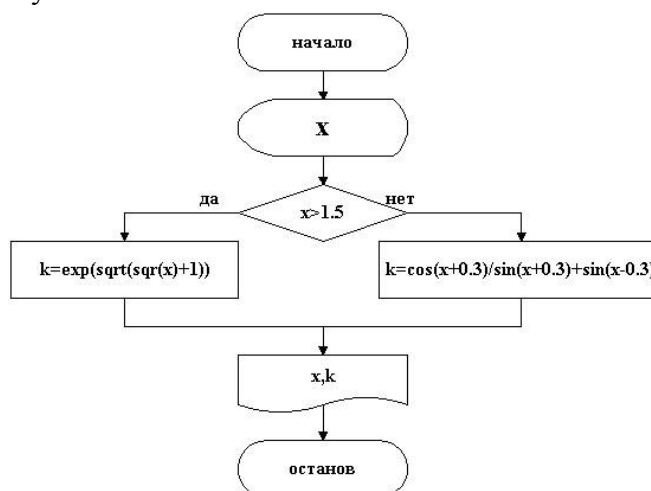 начало
X
x>1.5
да
нет
k=exp(sqrt(sqr(x)+1))
k=cos(x+0.3)/sin(x+0.3)+sin(x-0.3)
x,k
останов